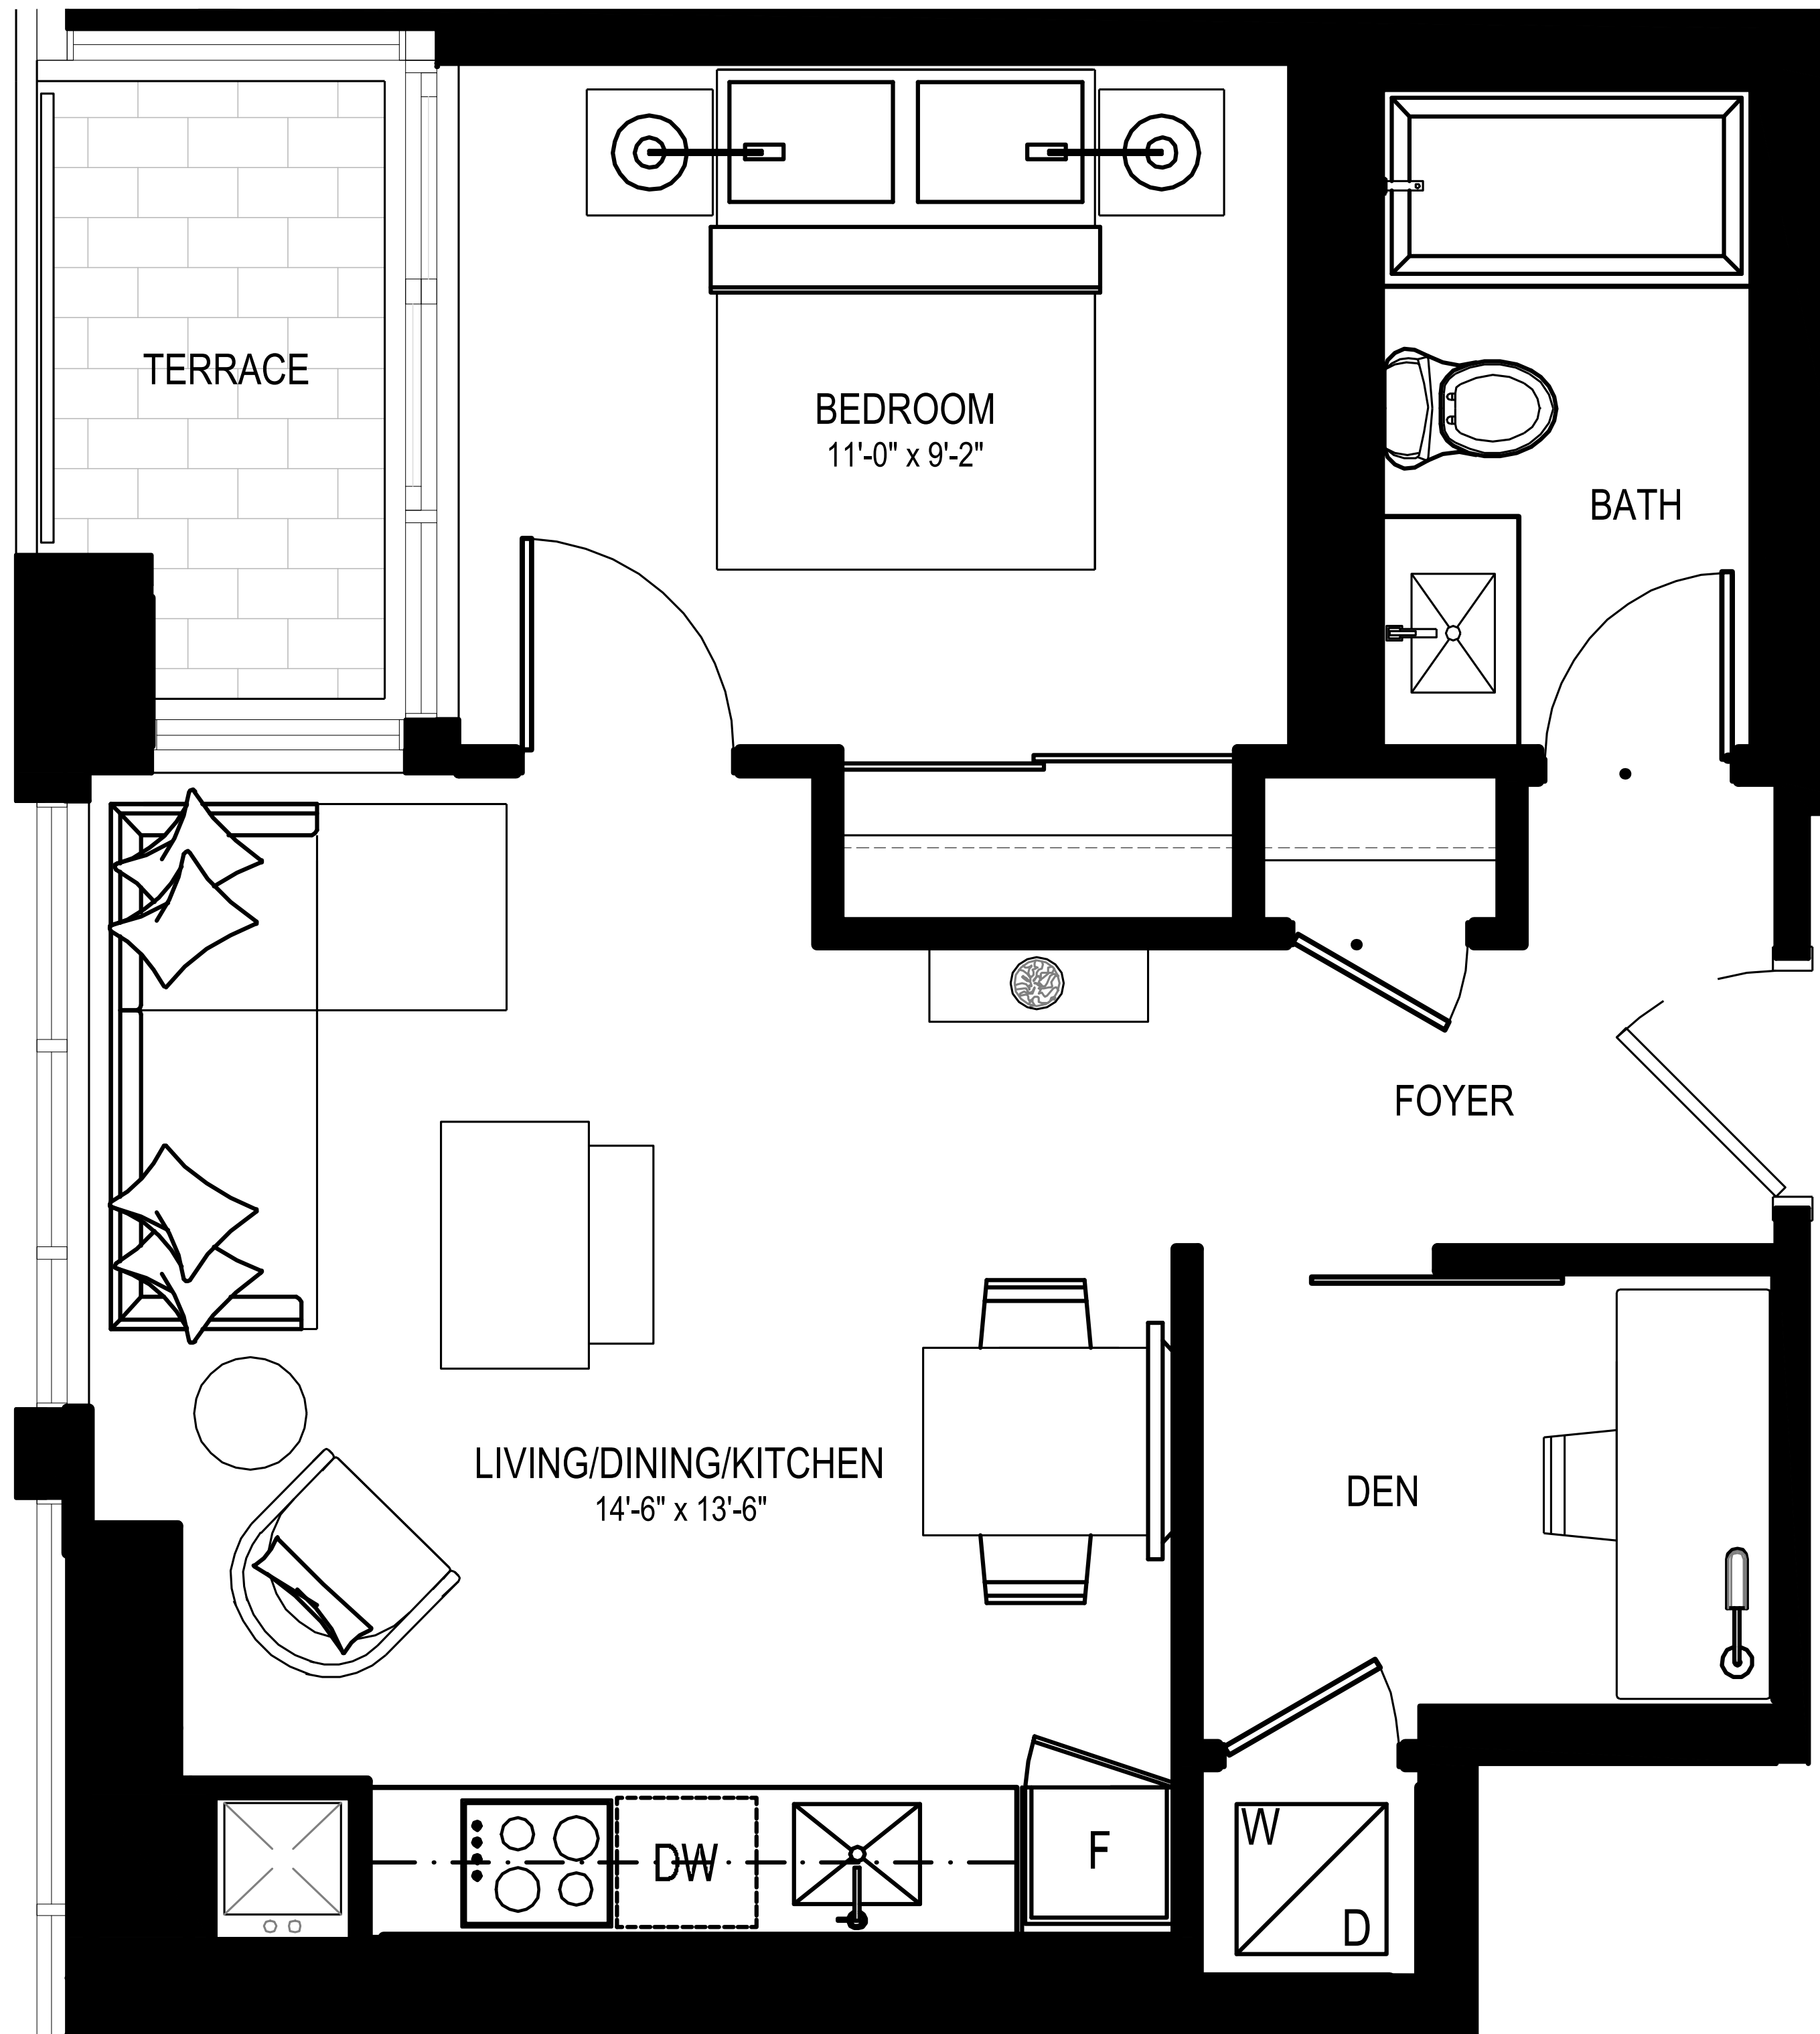 TERRACE
BEDROOM
11'-0" x 9'-2"
BATH
FOYER
LIVING/DINING/KITCHEN
14'-6" x 13'-6"
DEN
DW
F
W
D